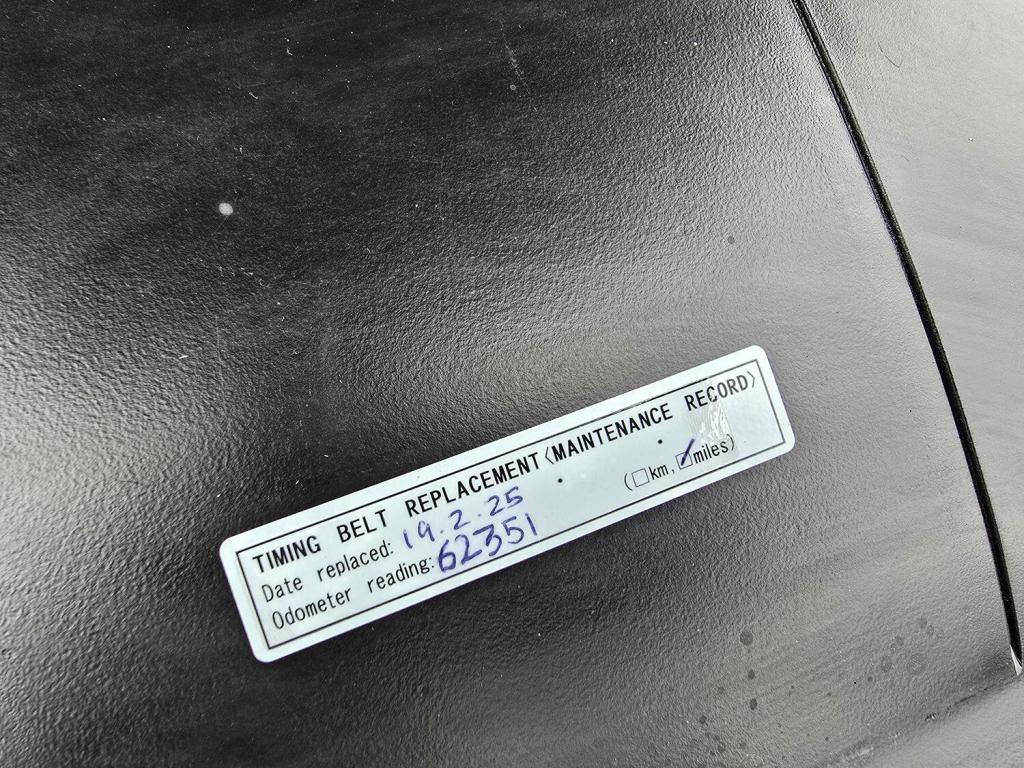 TIMING BELT REPLACEMENT〈MAINTENANCE RECORD〉
Date replaced: 19.2.25
Odometer reading: 62351 (☐km, ☑miles)